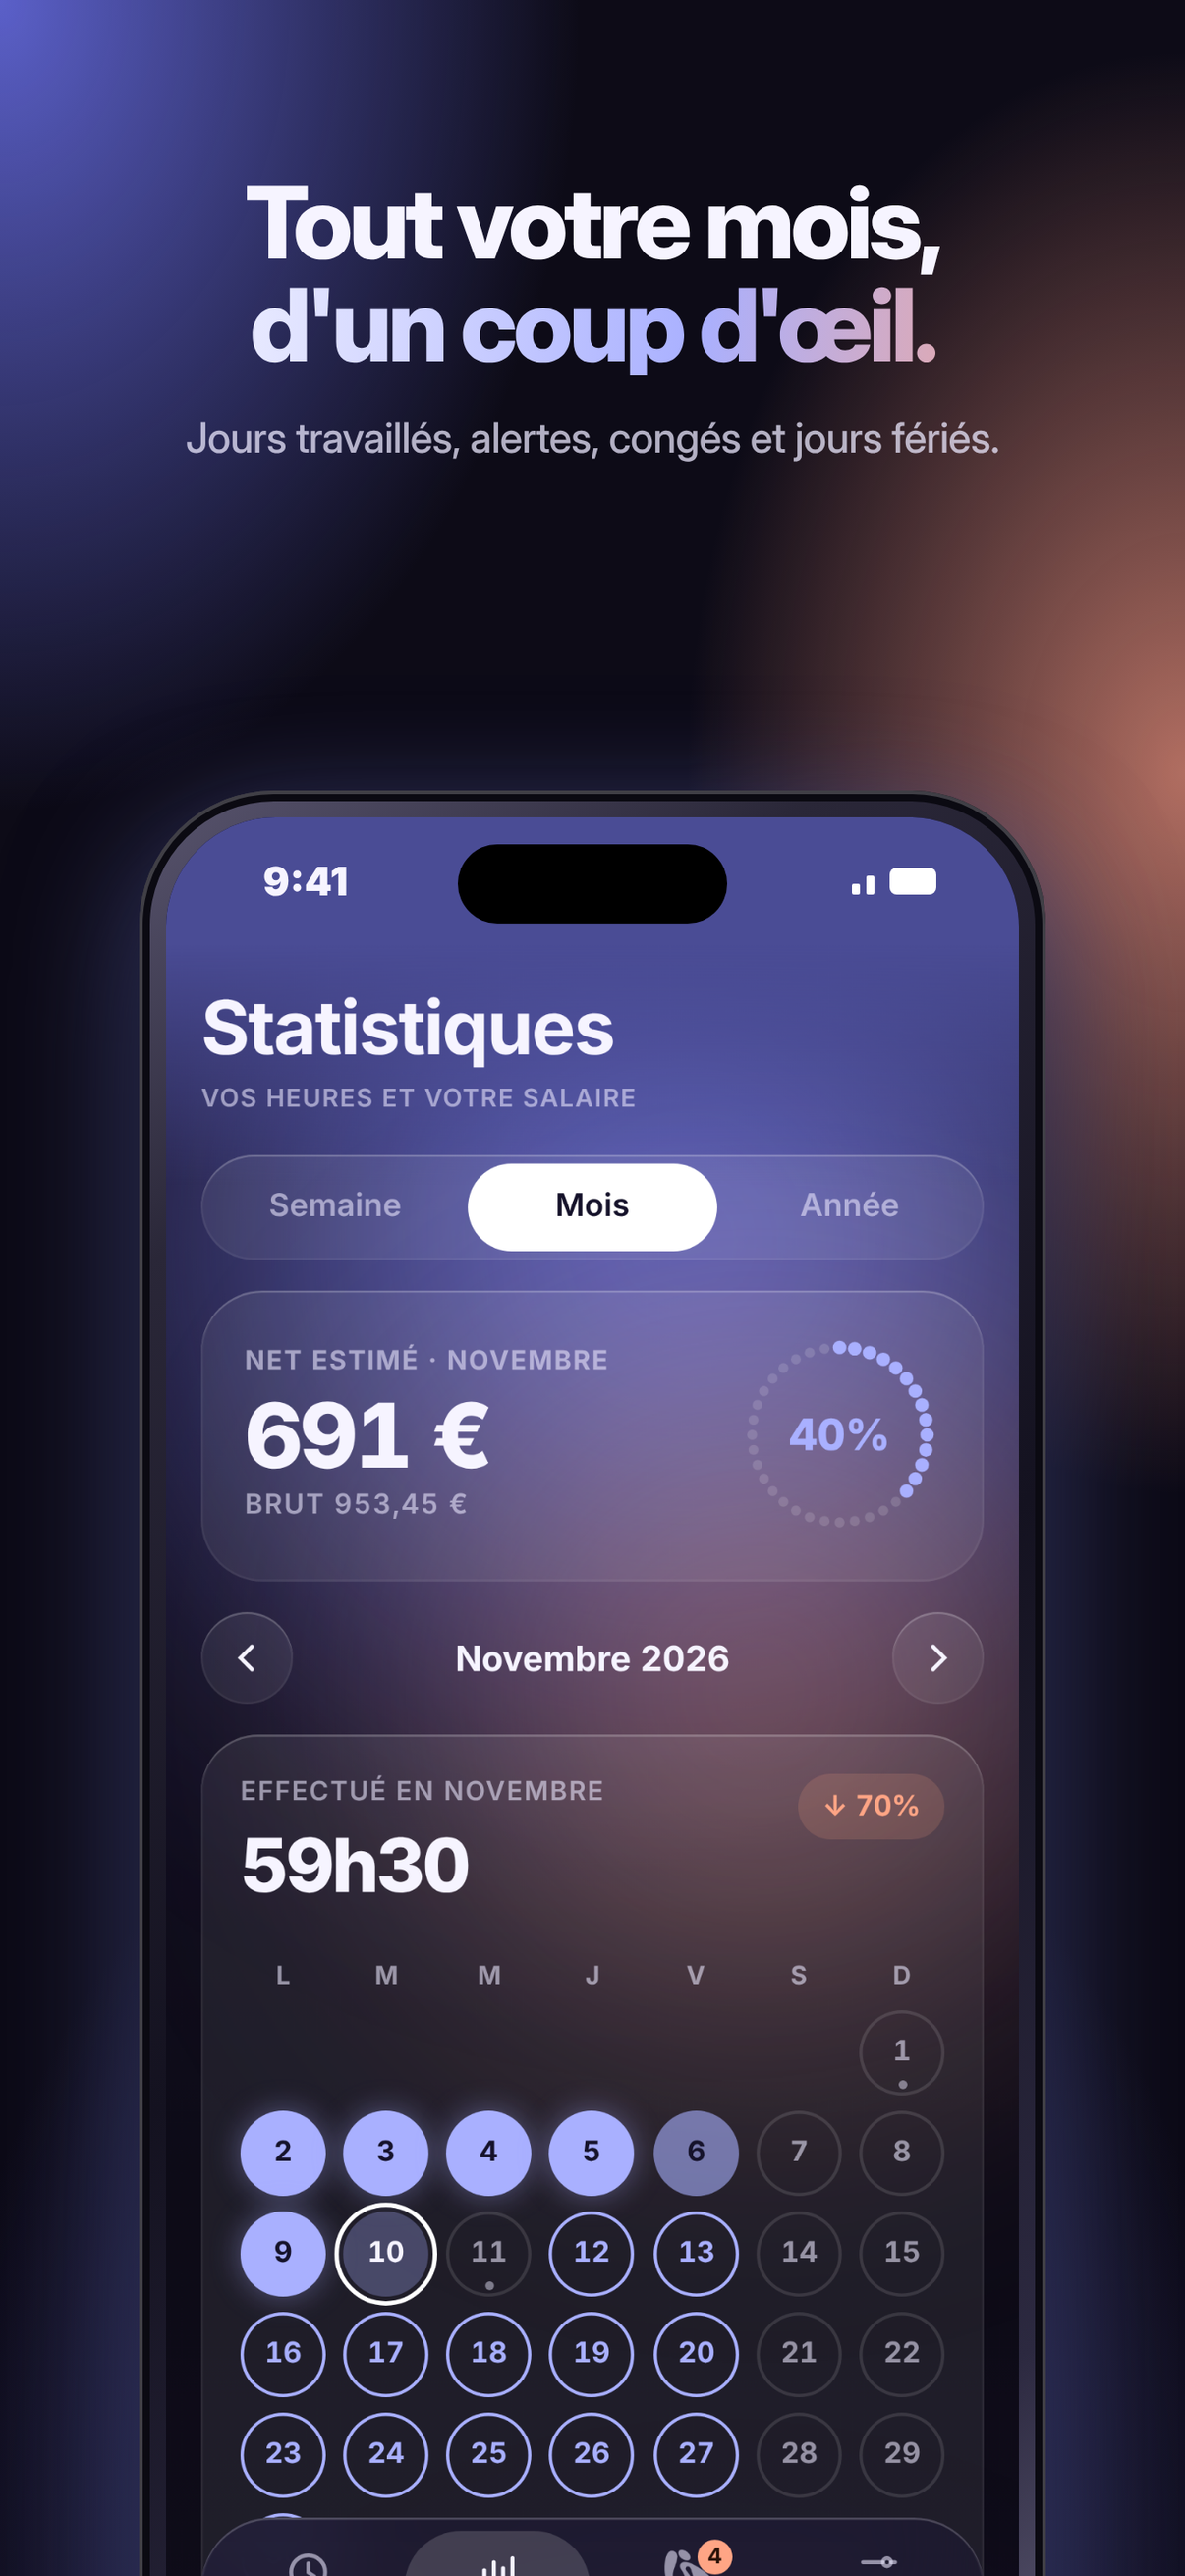 Tout votre mois,
d'un coup d'œil.
Jours travaillés, alertes, congés et jours fériés.
9:41
Statistiques
VOS HEURES ET VOTRE SALAIRE
Semaine Mois Année
NET ESTIMÉ · NOVEMBRE
691 €
40%
BRUT 953,45 €
Novembre 2026
EFFECTUÉ EN NOVEMBRE
↓ 70%
59h30
L M M J V S D
1
2 3 4 5 6 7 8
9 10 11 12 13 14 15
16 17 18 19 20 21 22
23 24 25 26 27 28 29
4